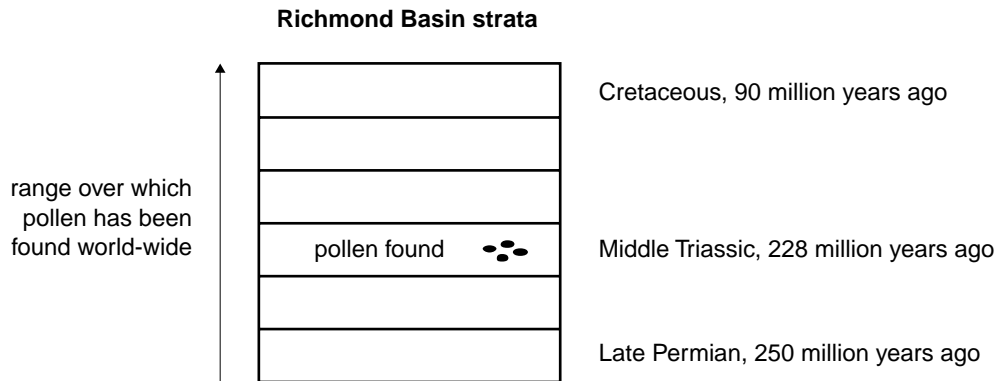 Richmond Basin strata
Cretaceous, 90 million years ago
range over which
pollen has been
found world-wide
pollen found
Middle Triassic, 228 million years ago
Late Permian, 250 million years ago